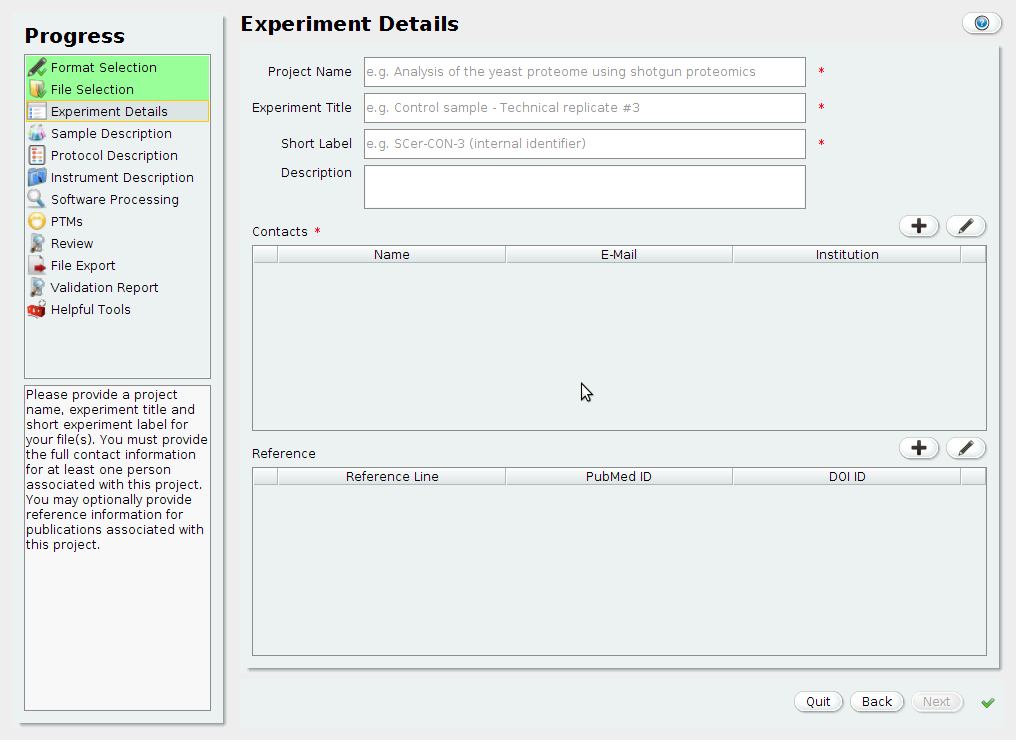 Progress
Format Selection
File Selection
Experiment Details
Sample Description
Protocol Description
Instrument Description
Software Processing
PTMs
Review
File Export
Validation Report
Helpful Tools
Please provide a project
name, experiment title and
short experiment label for
your file(s). You must provide
the full contact information
for at least one person
associated with this project.
You may optionally provide
reference information for
publications associated with
this project.
Experiment Details
Project Name e.g. Analysis of the yeast proteome using shotgun proteomics *
Experiment Title e.g. Control sample - Technical replicate #3 *
Short Label e.g. SCer-CON-3 (internal identifier) *
Description
Contacts *
Name E-Mail Institution
Reference
Reference Line PubMed ID DOI ID
Quit Back Next